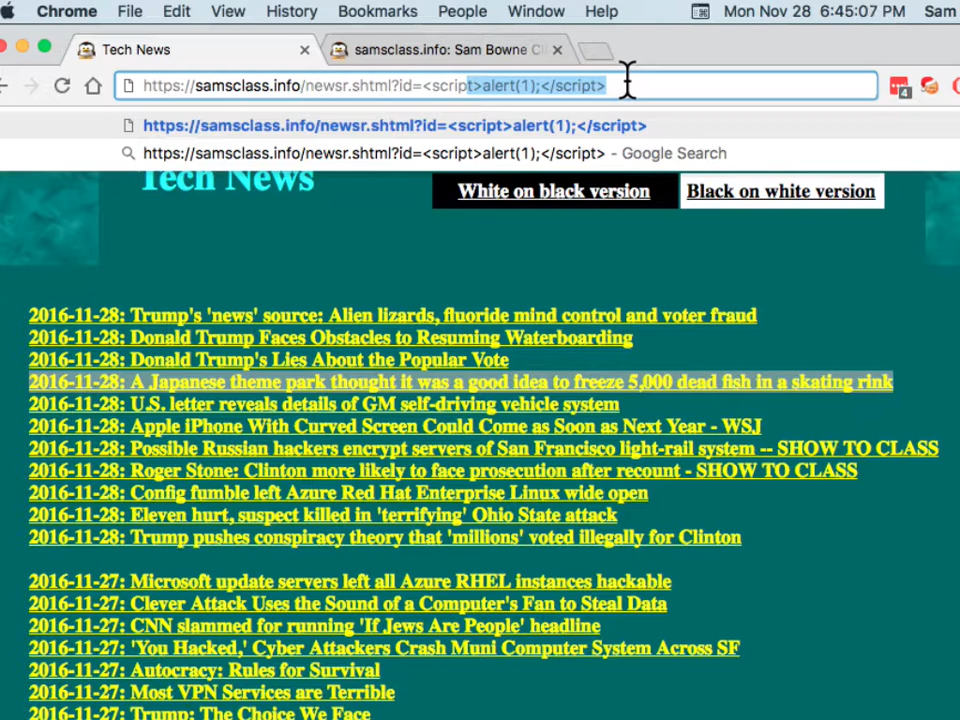 Chrome File Edit View History Bookmarks People Window Help Mon Nov 28 6:45:07 PM Sam
Tech News × samsclass.info: Sam Bowne Cl ×
https://samsclass.info/newsr.shtml?id=<script>alert(1);</script> 4
https://samsclass.info/newsr.shtml?id=<script>alert(1);</script>
https://samsclass.info/newsr.shtml?id=<script>alert(1);</script> - Google Search
Tech News
White on black version Black on white version
2016-11-28: Trump's 'news' source: Alien lizards, fluoride mind control and voter fraud
2016-11-28: Donald Trump Faces Obstacles to Resuming Waterboarding
2016-11-28: Donald Trump's Lies About the Popular Vote
2016-11-28: A Japanese theme park thought it was a good idea to freeze 5,000 dead fish in a skating rink
2016-11-28: U.S. letter reveals details of GM self-driving vehicle system
2016-11-28: Apple iPhone With Curved Screen Could Come as Soon as Next Year - WSJ
2016-11-28: Possible Russian hackers encrypt servers of San Francisco light-rail system -- SHOW TO CLASS
2016-11-28: Roger Stone: Clinton more likely to face prosecution after recount - SHOW TO CLASS
2016-11-28: Config fumble left Azure Red Hat Enterprise Linux wide open
2016-11-28: Eleven hurt, suspect killed in 'terrifying' Ohio State attack
2016-11-28: Trump pushes conspiracy theory that 'millions' voted illegally for Clinton
2016-11-27: Microsoft update servers left all Azure RHEL instances hackable
2016-11-27: Clever Attack Uses the Sound of a Computer's Fan to Steal Data
2016-11-27: CNN slammed for running 'If Jews Are People' headline
2016-11-27: 'You Hacked,' Cyber Attackers Crash Muni Computer System Across SF
2016-11-27: Autocracy: Rules for Survival
2016-11-27: Most VPN Services are Terrible
2016-11-27: Trump: The Choice We Face